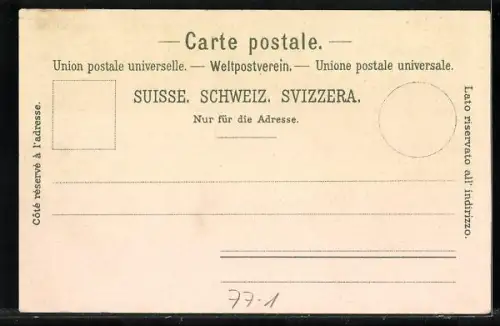 — Carte postale. —
Union postale universelle. — Weltpostverein. — Unione postale universale.
SUISSE. SCHWEIZ. SVIZZERA.
Nur für die Adresse.
Côté réservé à l'adresse.
Lato riservato all' indirizzo.
77-1